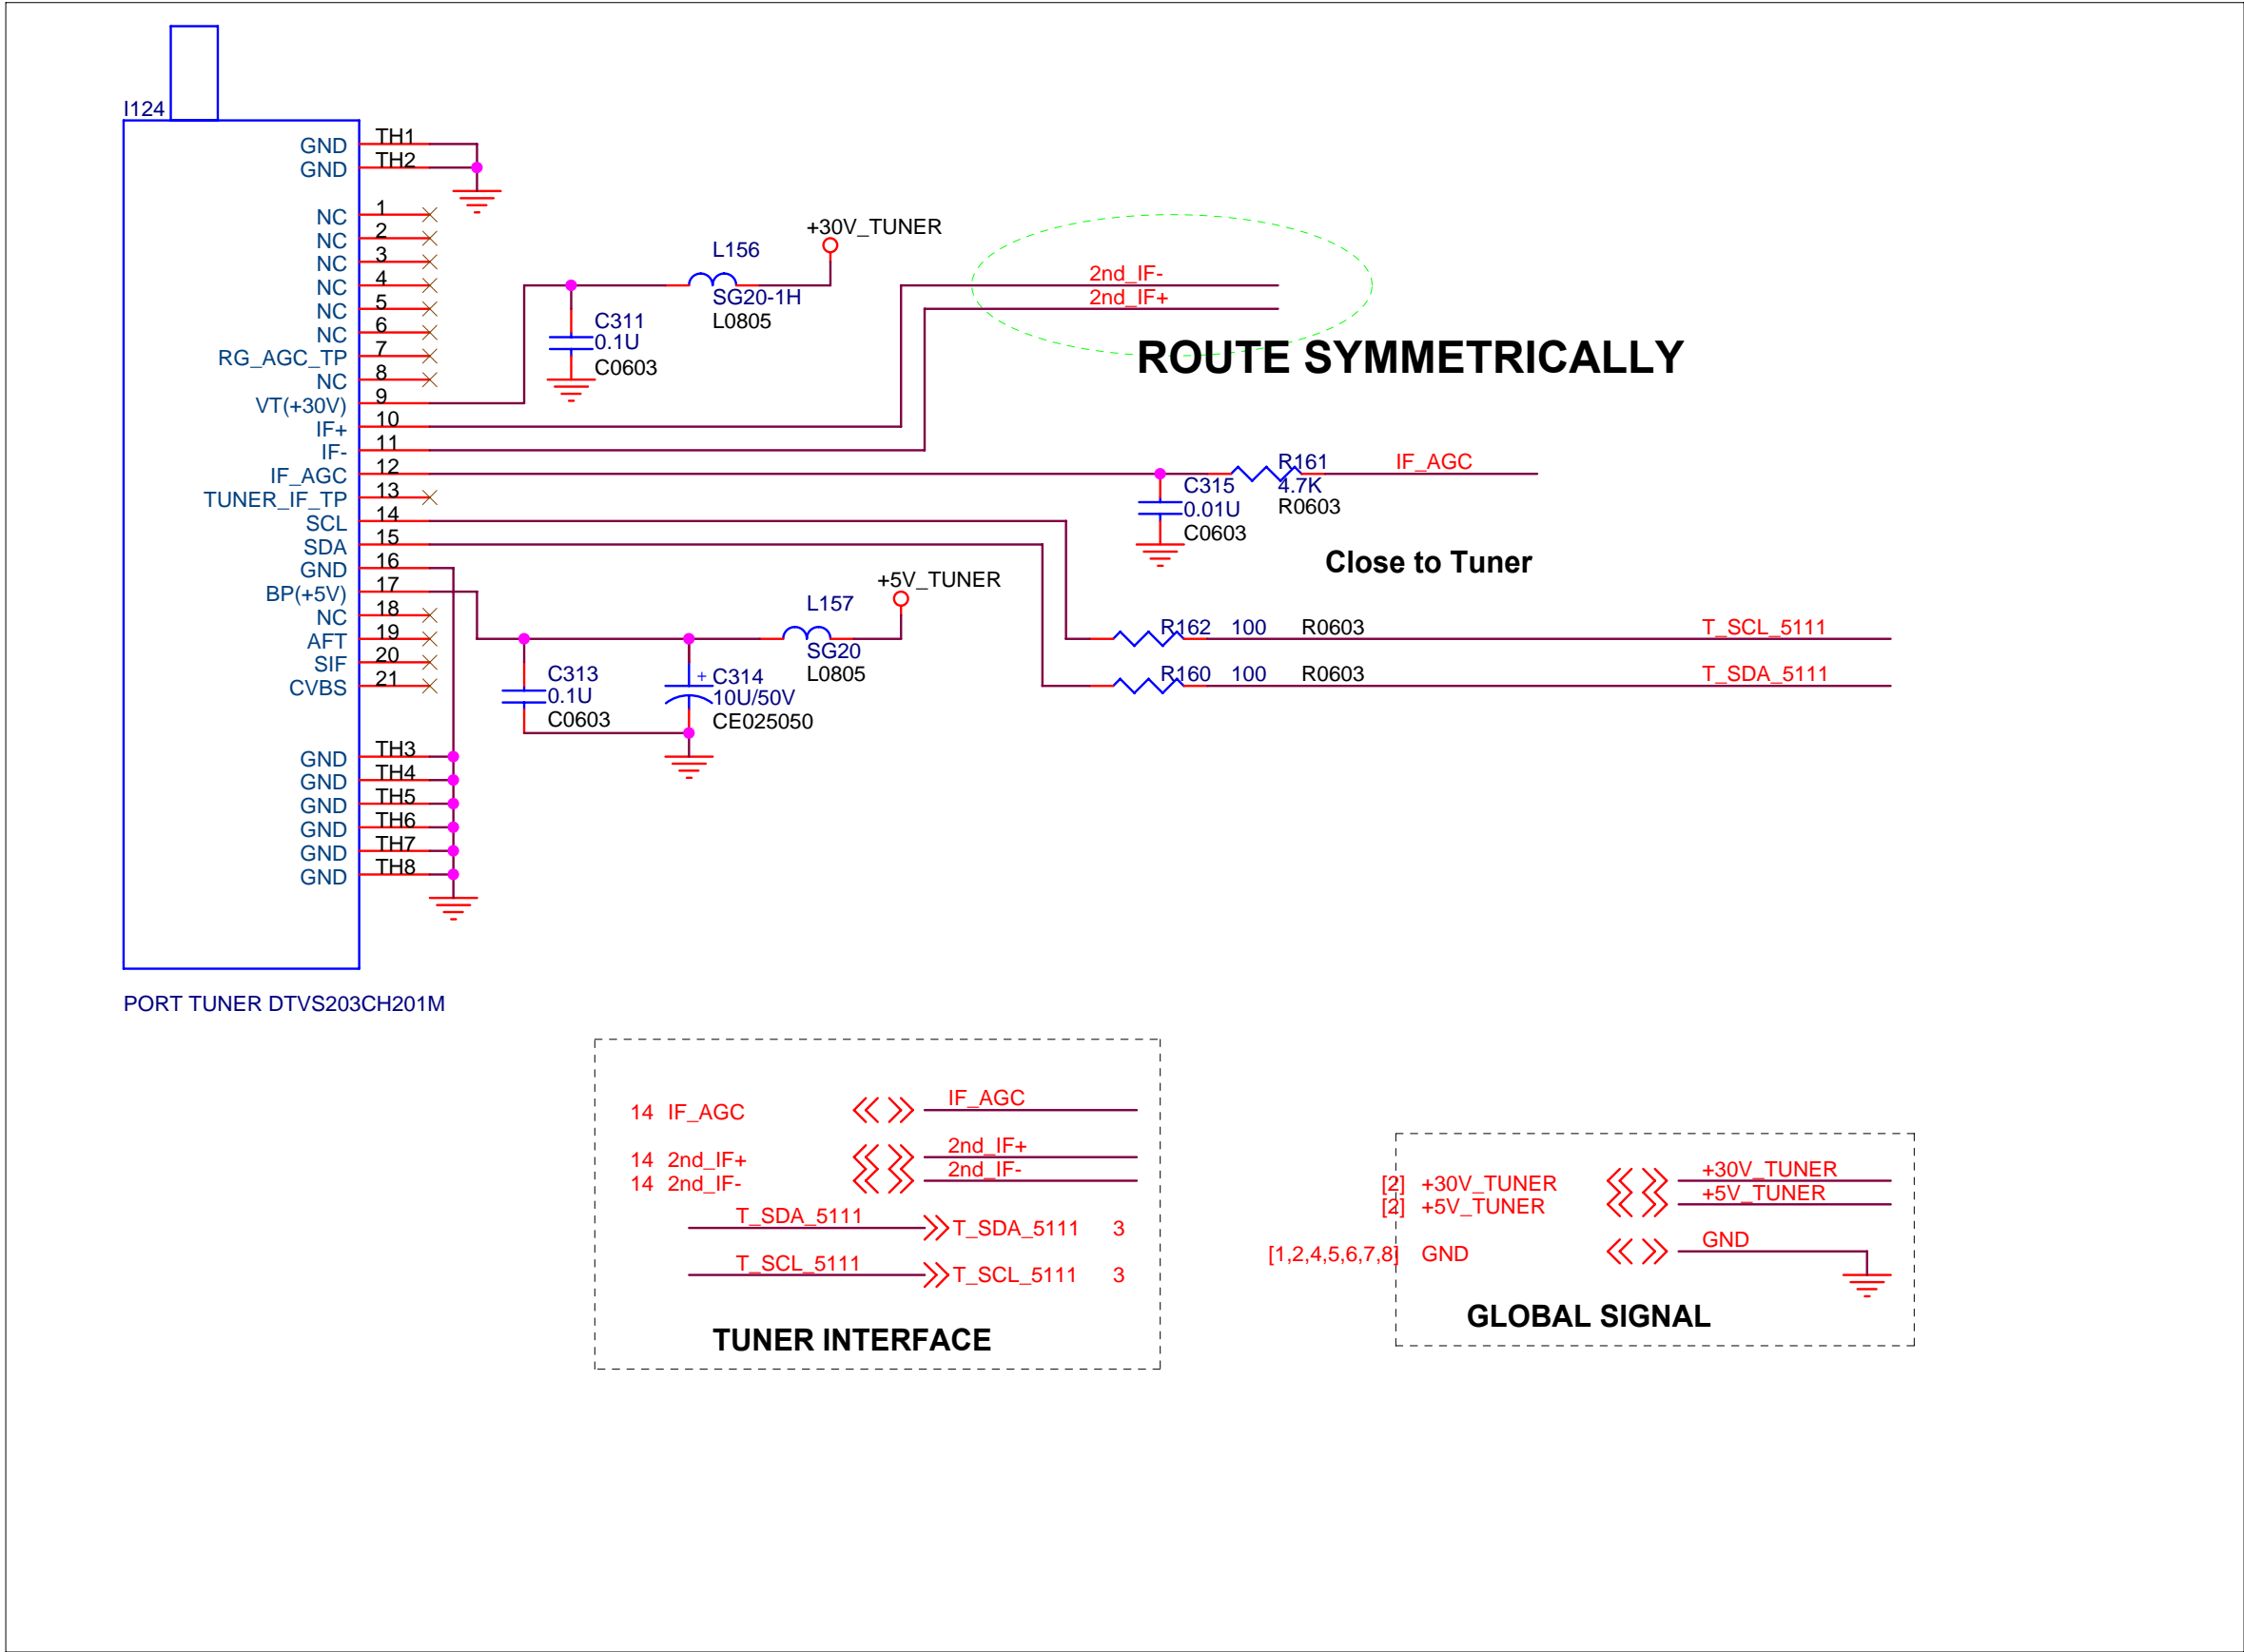 I124
GND TH1
GND TH2
NC 1
NC 2
NC 3
NC 4
NC 5
NC 6
RG_AGC_TP 7
NC 8
VT(+30V) 9
IF+ 10
IF- 11
IF_AGC 12
TUNER_IF_TP 13
SCL 14
SDA 15
GND 16
BP(+5V) 17
NC 18
AFT 19
SIF 20
CVBS 21
GND TH3
GND TH4
GND TH5
GND TH6
GND TH7
GND TH8
PORT TUNER DTVS203CH201M
+30V_TUNER
L156
SG20-1H
L0805
C311
0.1U
C0603
2nd_IF-
2nd_IF+
ROUTE SYMMETRICALLY
R161
4.7K
R0603
IF_AGC
C315
0.01U
C0603
Close to Tuner
+5V_TUNER
L157
SG20
L0805
C313
0.1U
C0603
+ C314
10U/50V
CE025050
R162 100 R0603 T_SCL_5111
R160 100 R0603 T_SDA_5111
14 IF_AGC IF_AGC
14 2nd_IF+ 2nd_IF+
14 2nd_IF- 2nd_IF-
T_SDA_5111 T_SDA_5111 3
T_SCL_5111 T_SCL_5111 3
TUNER INTERFACE
[2] +30V_TUNER +30V_TUNER
[2] +5V_TUNER +5V_TUNER
[1,2,4,5,6,7,8] GND GND
GLOBAL SIGNAL